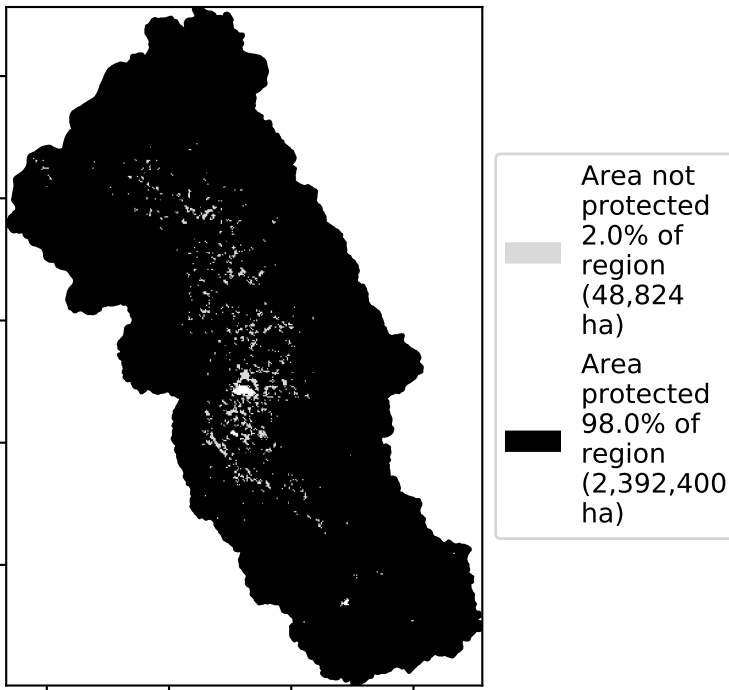 Area not
protected
2.0% of
region
(48,824
ha)
Area
protected
98.0% of
region
(2,392,400
ha)